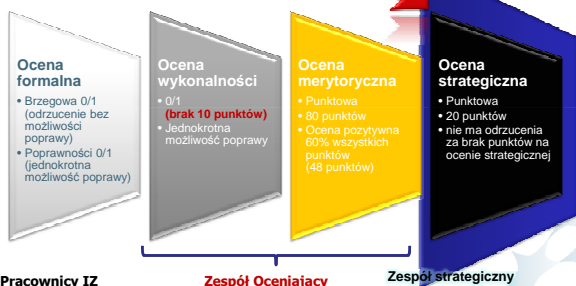 Ocena
formalna
• Brzegowa 0/1
(odrzucenie bez
możliwości
poprawy)
• Poprawności 0/1
(jednokrotna
możliwość poprawy)
Ocena
wykonalności
• 0/1
(brak 10 punktów)
• Jednokrotna
możliwość poprawy
Ocena
merytoryczna
• Punktowa
• 80 punktów
• Ocena pozytywna
60% wszystkich
punktów
(48 punktów)
Ocena
strategiczna
• Punktowa
• 20 punktów
• nie ma odrzucenia
za brak punktów na
ocenie strategicznej
Pracownicy IZ
Zespół Oceniający
Zespół strategiczny